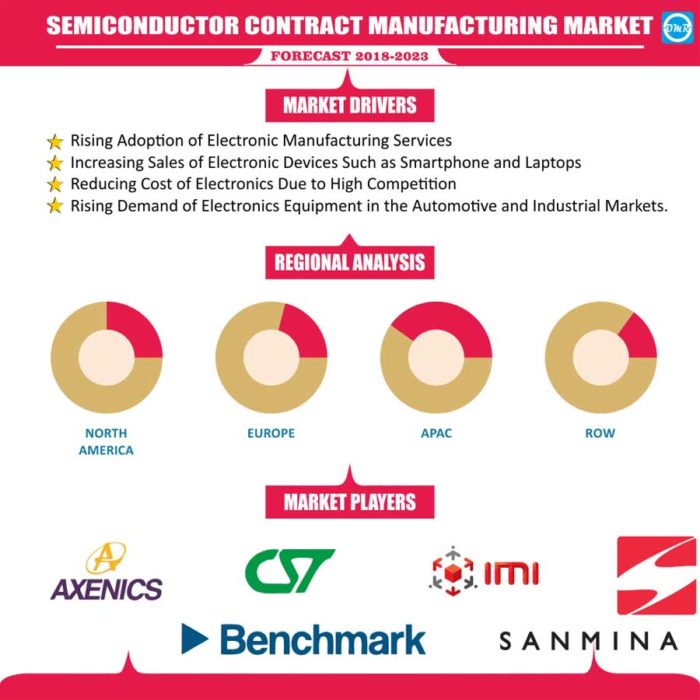 SEMICONDUCTOR CONTRACT MANUFACTURING MARKET
OMR
FORECAST 2018-2023
MARKET DRIVERS
Rising Adoption of Electronic Manufacturing Services
Increasing Sales of Electronic Devices Such as Smartphone and Laptops
Reducing Cost of Electronics Due to High Competition
Rising Demand of Electronics Equipment in the Automotive and Industrial Markets.
REGIONAL ANALYSIS
NORTH
AMERICA
EUROPE
APAC
ROW
MARKET PLAYERS
AXENICS
CST
IMI
Benchmark
SANMINA